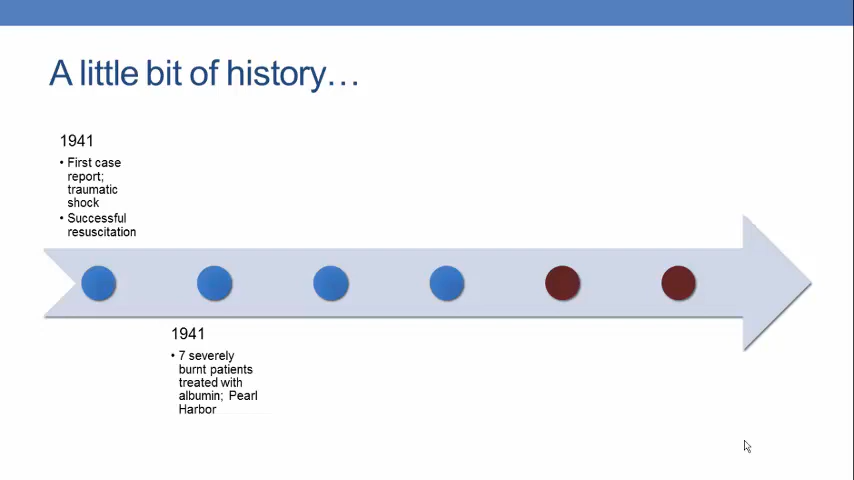 A little bit of history…
1941
• First case
report;
traumatic
shock
• Successful
resuscitation
1941
• 7 severely
burnt patients
treated with
albumin; Pearl
Harbor